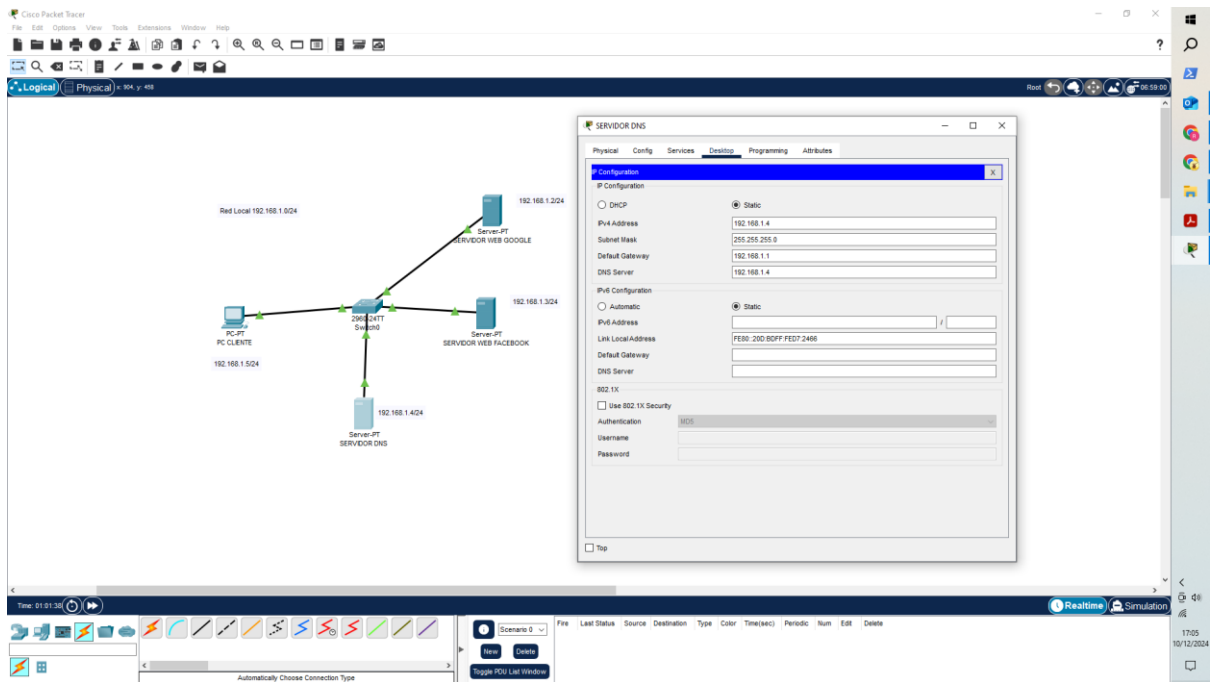 Cisco Packet Tracer
File Edit Options View Tools Extensions Window Help
?
Logical Physical x: 904, y: 458
Root 06:59:00
Red Local 192.168.1.0/24
192.168.1.2/24
Server-PT
SERVIDOR WEB GOOGLE
192.168.1.3/24
2960-24TT
Switch0
Server-PT
SERVIDOR WEB FACEBOOK
PC-PT
PC CLIENTE
192.168.1.5/24
192.168.1.4/24
Server-PT
SERVIDOR DNS
SERVIDOR DNS
Physical Config Services Desktop Programming Attributes
IP Configuration X
IP Configuration
DHCP Static
IPv4 Address 192.168.1.4
Subnet Mask 255.255.255.0
Default Gateway 192.168.1.1
DNS Server 192.168.1.4
IPv6 Configuration
Automatic Static
IPv6 Address /
Link Local Address FE80::20D:BDFF:FED7:2466
Default Gateway
DNS Server
802.1X
Use 802.1X Security
Authentication MD5
Username
Password
Top
Time: 01:01:38
Realtime Simulation
Scenario 0
New Delete
Toggle PDU List Window
Fire Last Status Source Destination Type Color Time(sec) Periodic Num Edit Delete
Automatically Choose Connection Type
17:05
10/12/2024